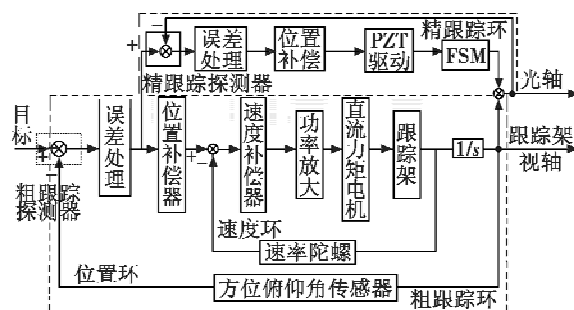 误差
处理
位置
补偿
PZT
驱动
FSM
精跟踪环
精跟踪探测器
光轴
目
标
误
差
处
理
位
置
补
偿
器
速
度
补
偿
器
功
率
放
大
直
流
力
矩
电
机
跟
踪
架
1/s
跟踪架
视轴
粗跟踪
探测器
速度环
速率陀螺
位置环
方位俯仰角传感器
粗跟踪环